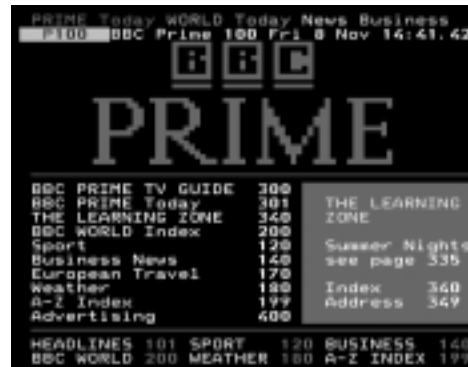 PRIME Today WORLD Today News Business
P100 BBC Prime 100 Fri 8 Nov 14:41.42
BBC
PRIME
BBC PRIME TV GUIDE 300
BBC PRIME Today 301
THE LEARNING ZONE 340
BBC WORLD Index 200
Sport 120
Business News 140
European Travel 170
Weather 180
A-Z Index 199
Advertising 400
THE LEARNING
ZONE
Summer Nights
see page 335
Index 340
Address 349
HEADLINES 101 SPORT 120 BUSINESS 140
BBC WORLD 200 WEATHER 180 A-Z INDEX 199